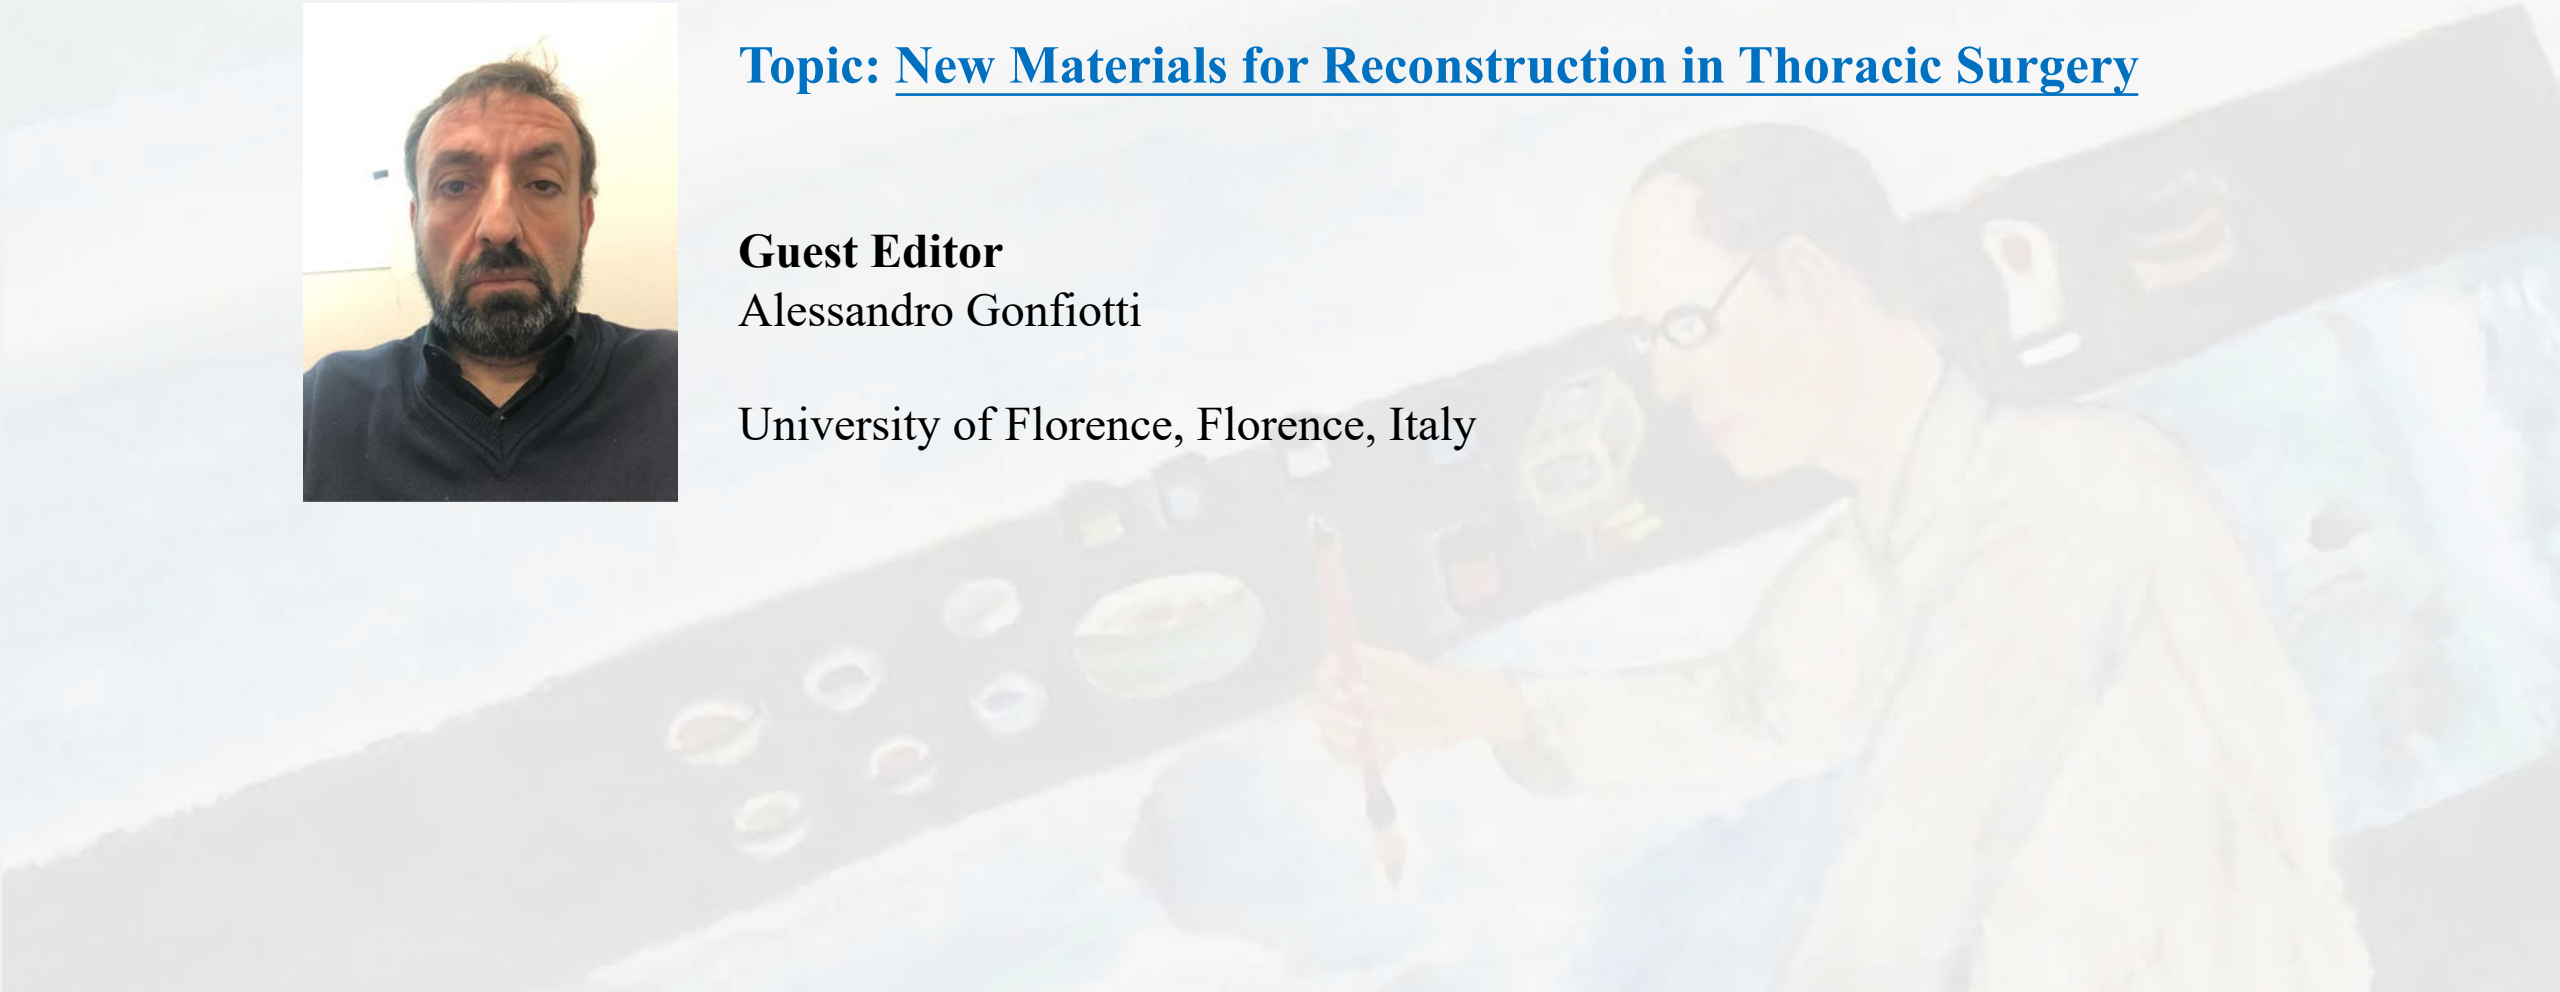 Topic: New Materials for Reconstruction in Thoracic Surgery
Guest Editor
Alessandro Gonfiotti
University of Florence, Florence, Italy